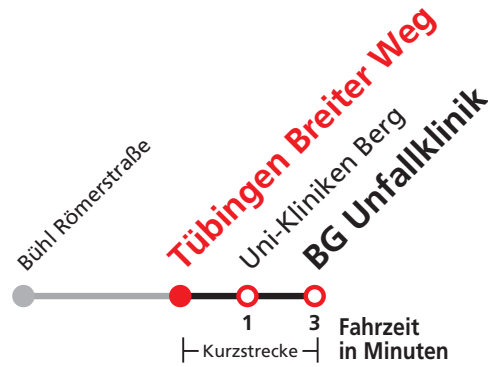 Bühl Römerstraße
Tübingen Breiter Weg
Uni-Kliniken Berg
BG Unfallklinik
1
3
Fahrzeit
in Minuten
Kurzstrecke